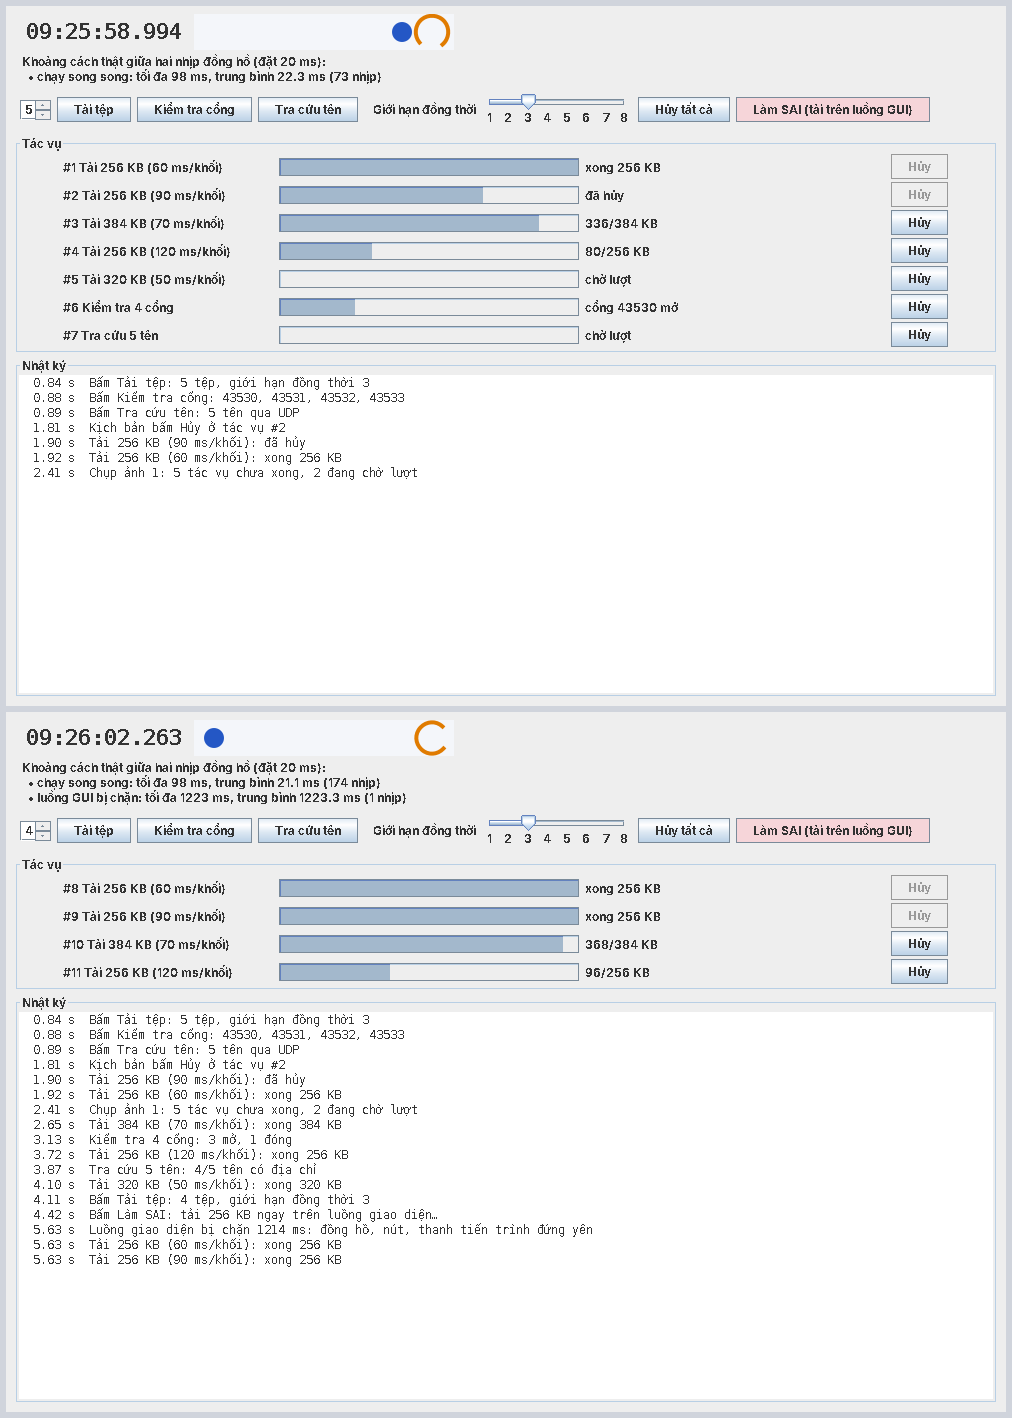 09:25:58.994
Khoảng cách thật giữa hai nhịp đồng hồ (đặt 20 ms):
• chạy song song: tối đa 98 ms, trung bình 22.3 ms (73 nhịp)
5 Tải tệp Kiểm tra cổng Tra cứu tên Giới hạn đồng thời 1 2 3 4 5 6 7 8 Hủy tất cả Làm SAI (tải trên luồng GUI)
Tác vụ
#1 Tải 256 KB (60 ms/khối) xong 256 KB Hủy
#2 Tải 256 KB (90 ms/khối) đã hủy Hủy
#3 Tải 384 KB (70 ms/khối) 336/384 KB Hủy
#4 Tải 256 KB (120 ms/khối) 80/256 KB Hủy
#5 Tải 320 KB (50 ms/khối) chờ lượt Hủy
#6 Kiểm tra 4 cổng cổng 43530 mở Hủy
#7 Tra cứu 5 tên chờ lượt Hủy
Nhật ký
0.84 s Bấm Tải tệp: 5 tệp, giới hạn đồng thời 3
0.88 s Bấm Kiểm tra cổng: 43530, 43531, 43532, 43533
0.89 s Bấm Tra cứu tên: 5 tên qua UDP
1.81 s Kịch bản bấm Hủy ở tác vụ #2
1.90 s Tải 256 KB (90 ms/khối): đã hủy
1.92 s Tải 256 KB (60 ms/khối): xong 256 KB
2.41 s Chụp ảnh 1: 5 tác vụ chưa xong, 2 đang chờ lượt
09:26:02.263
Khoảng cách thật giữa hai nhịp đồng hồ (đặt 20 ms):
• chạy song song: tối đa 98 ms, trung bình 21.1 ms (174 nhịp)
• luồng GUI bị chặn: tối đa 1223 ms, trung bình 1223.3 ms (1 nhịp)
4 Tải tệp Kiểm tra cổng Tra cứu tên Giới hạn đồng thời 1 2 3 4 5 6 7 8 Hủy tất cả Làm SAI (tải trên luồng GUI)
Tác vụ
#8 Tải 256 KB (60 ms/khối) xong 256 KB Hủy
#9 Tải 256 KB (90 ms/khối) xong 256 KB Hủy
#10 Tải 384 KB (70 ms/khối) 368/384 KB Hủy
#11 Tải 256 KB (120 ms/khối) 96/256 KB Hủy
Nhật ký
0.84 s Bấm Tải tệp: 5 tệp, giới hạn đồng thời 3
0.88 s Bấm Kiểm tra cổng: 43530, 43531, 43532, 43533
0.89 s Bấm Tra cứu tên: 5 tên qua UDP
1.81 s Kịch bản bấm Hủy ở tác vụ #2
1.90 s Tải 256 KB (90 ms/khối): đã hủy
1.92 s Tải 256 KB (60 ms/khối): xong 256 KB
2.41 s Chụp ảnh 1: 5 tác vụ chưa xong, 2 đang chờ lượt
2.65 s Tải 384 KB (70 ms/khối): xong 384 KB
3.13 s Kiểm tra 4 cổng: 3 mở, 1 đóng
3.72 s Tải 256 KB (120 ms/khối): xong 256 KB
3.87 s Tra cứu 5 tên: 4/5 tên có địa chỉ
4.10 s Tải 320 KB (50 ms/khối): xong 320 KB
4.11 s Bấm Tải tệp: 4 tệp, giới hạn đồng thời 3
4.42 s Bấm Làm SAI: tải 256 KB ngay trên luồng giao diện…
5.63 s Luồng giao diện bị chặn 1214 ms: đồng hồ, nút, thanh tiến trình đứng yên
5.63 s Tải 256 KB (60 ms/khối): xong 256 KB
5.63 s Tải 256 KB (90 ms/khối): xong 256 KB